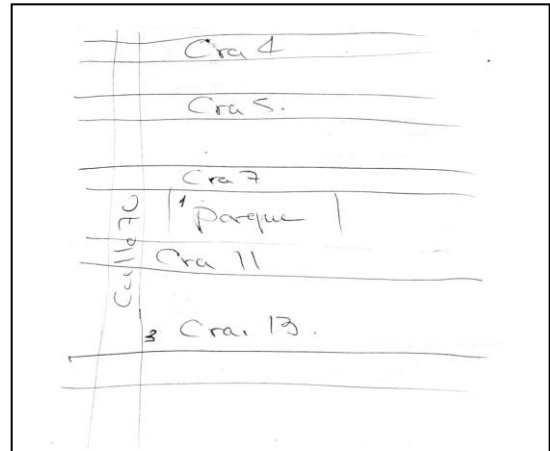 Cra 4
Cra 5.
Cra 7
1 Parque
Calle 70
Cra 11
3 Cra. 13.